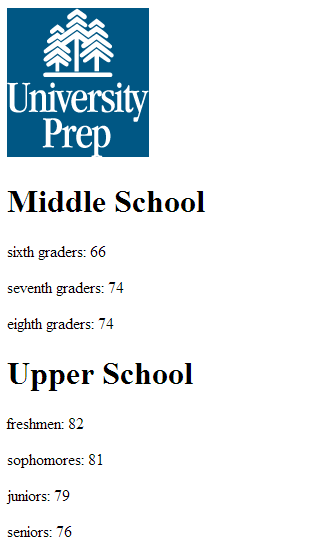 University
Prep
Middle School
sixth graders: 66
seventh graders: 74
eighth graders: 74
Upper School
freshmen: 82
sophomores: 81
juniors: 79
seniors: 76